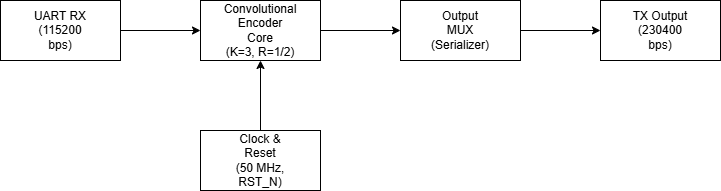 UART RX
(115200
bps)
Convolutional
Encoder
Core
(K=3, R=1/2)
Output
MUX
(Serializer)
TX Output
(230400
bps)
Clock &
Reset
(50 MHz,
RST_N)